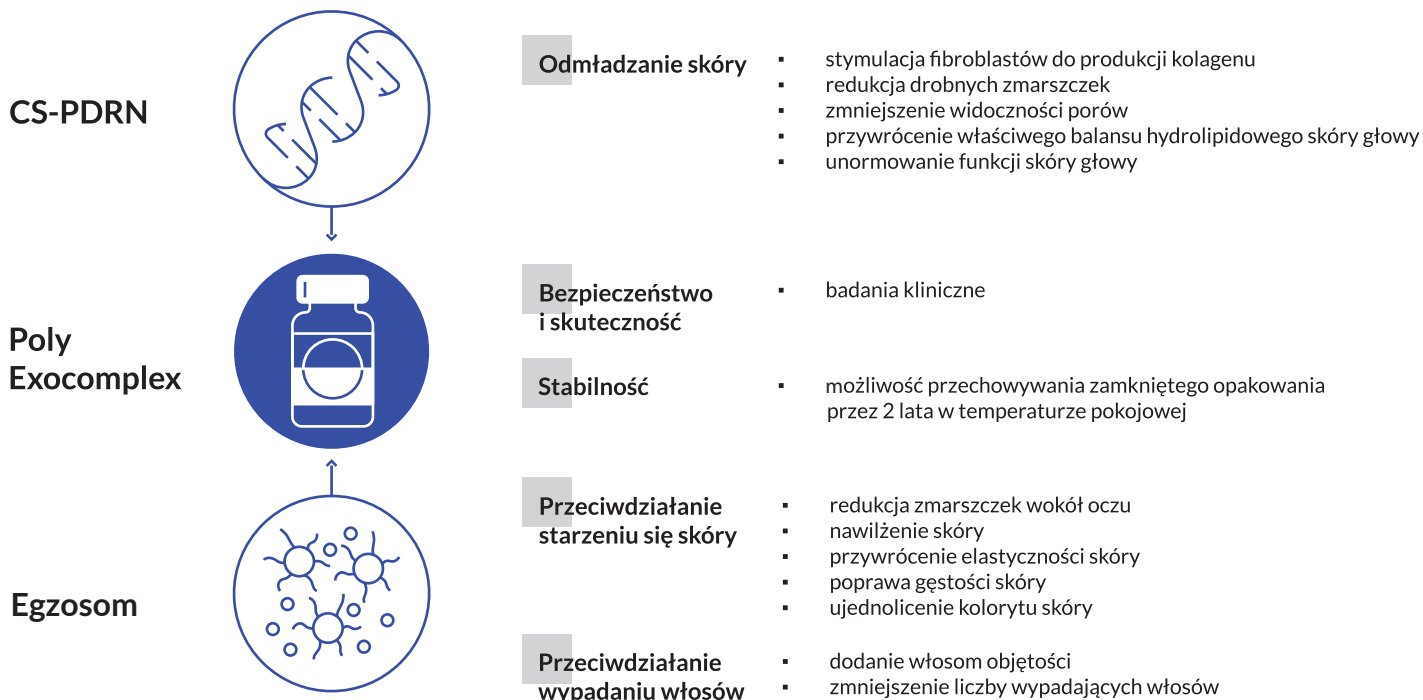 CS-PDRN
Odmładzanie skóry
▪ stymulacja fibroblastów do produkcji kolagenu
▪ redukcja drobnych zmarszczek
▪ zmniejszenie widoczności porów
▪ przywrócenie właściwego balansu hydrolipidowego skóry głowy
▪ unormowanie funkcji skóry głowy
Poly
Exocomplex
Bezpieczeństwo
i skuteczność
▪ badania kliniczne
Stabilność
▪ możliwość przechowywania zamkniętego opakowania
przez 2 lata w temperaturze pokojowej
Egzosom
Przeciwdziałanie
starzeniu się skóry
▪ redukcja zmarszczek wokół oczu
▪ nawilżenie skóry
▪ przywrócenie elastyczności skóry
▪ poprawa gęstości skóry
▪ ujednolicenie kolorytu skóry
Przeciwdziałanie
wypadaniu włosów
▪ dodanie włosom objętości
▪ zmniejszenie liczby wypadających włosów